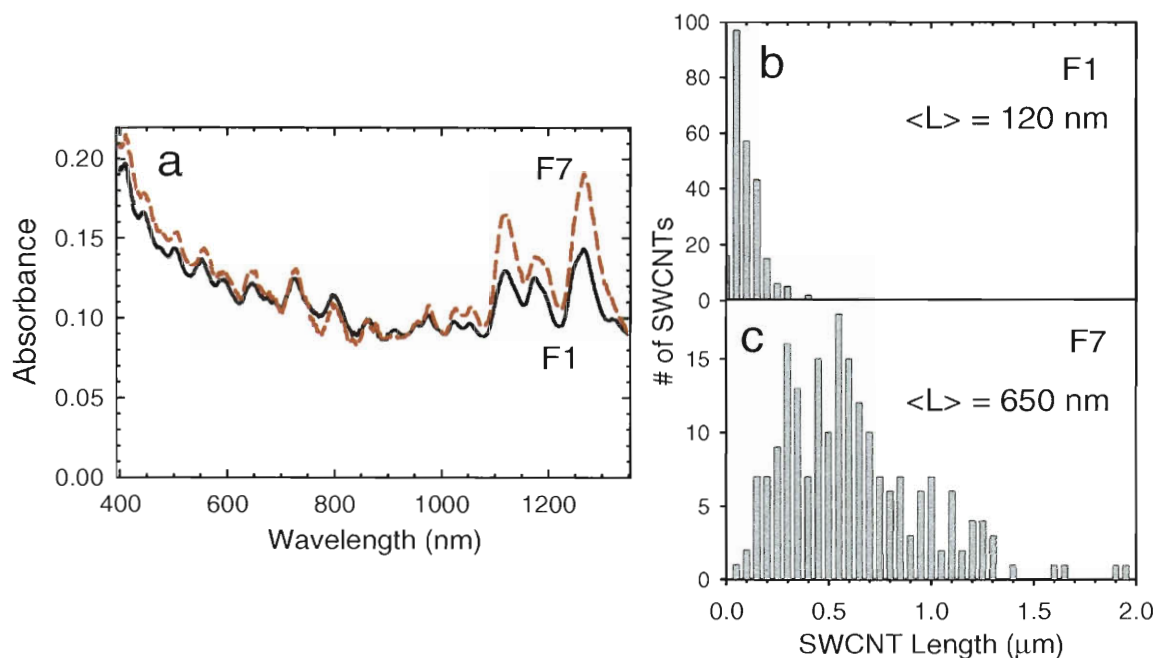 a
F7
F1
0.20
0.15
0.10
0.05
0.00
400
600
800
1000
1200
Absorbance
Wavelength (nm)
b
F1
<L> = 120 nm
100
80
60
40
20
0
# of SWCNTs
c
F7
<L> = 650 nm
15
10
5
0
0.0
0.5
1.0
1.5
2.0
SWCNT Length (μm)